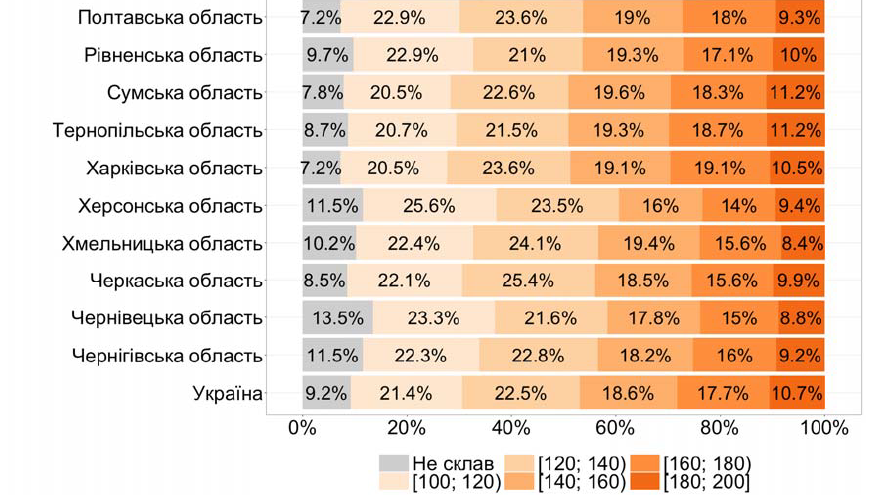 Полтавська область 7.2% 22.9% 23.6% 19% 18% 9.3%
Рівненська область 9.7% 22.9% 21% 19.3% 17.1% 10%
Сумська область 7.8% 20.5% 22.6% 19.6% 18.3% 11.2%
Тернопільська область 8.7% 20.7% 21.5% 19.3% 18.7% 11.2%
Харківська область 7.2% 20.5% 23.6% 19.1% 19.1% 10.5%
Херсонська область 11.5% 25.6% 23.5% 16% 14% 9.4%
Хмельницька область 10.2% 22.4% 24.1% 19.4% 15.6% 8.4%
Черкаська область 8.5% 22.1% 25.4% 18.5% 15.6% 9.9%
Чернівецька область 13.5% 23.3% 21.6% 17.8% 15% 8.8%
Чернігівська область 11.5% 22.3% 22.8% 18.2% 16% 9.2%
Україна 9.2% 21.4% 22.5% 18.6% 17.7% 10.7%
0% 20% 40% 60% 80% 100%
Не склав [120; 140) [160; 180)
[100; 120) [140; 160) [180; 200]